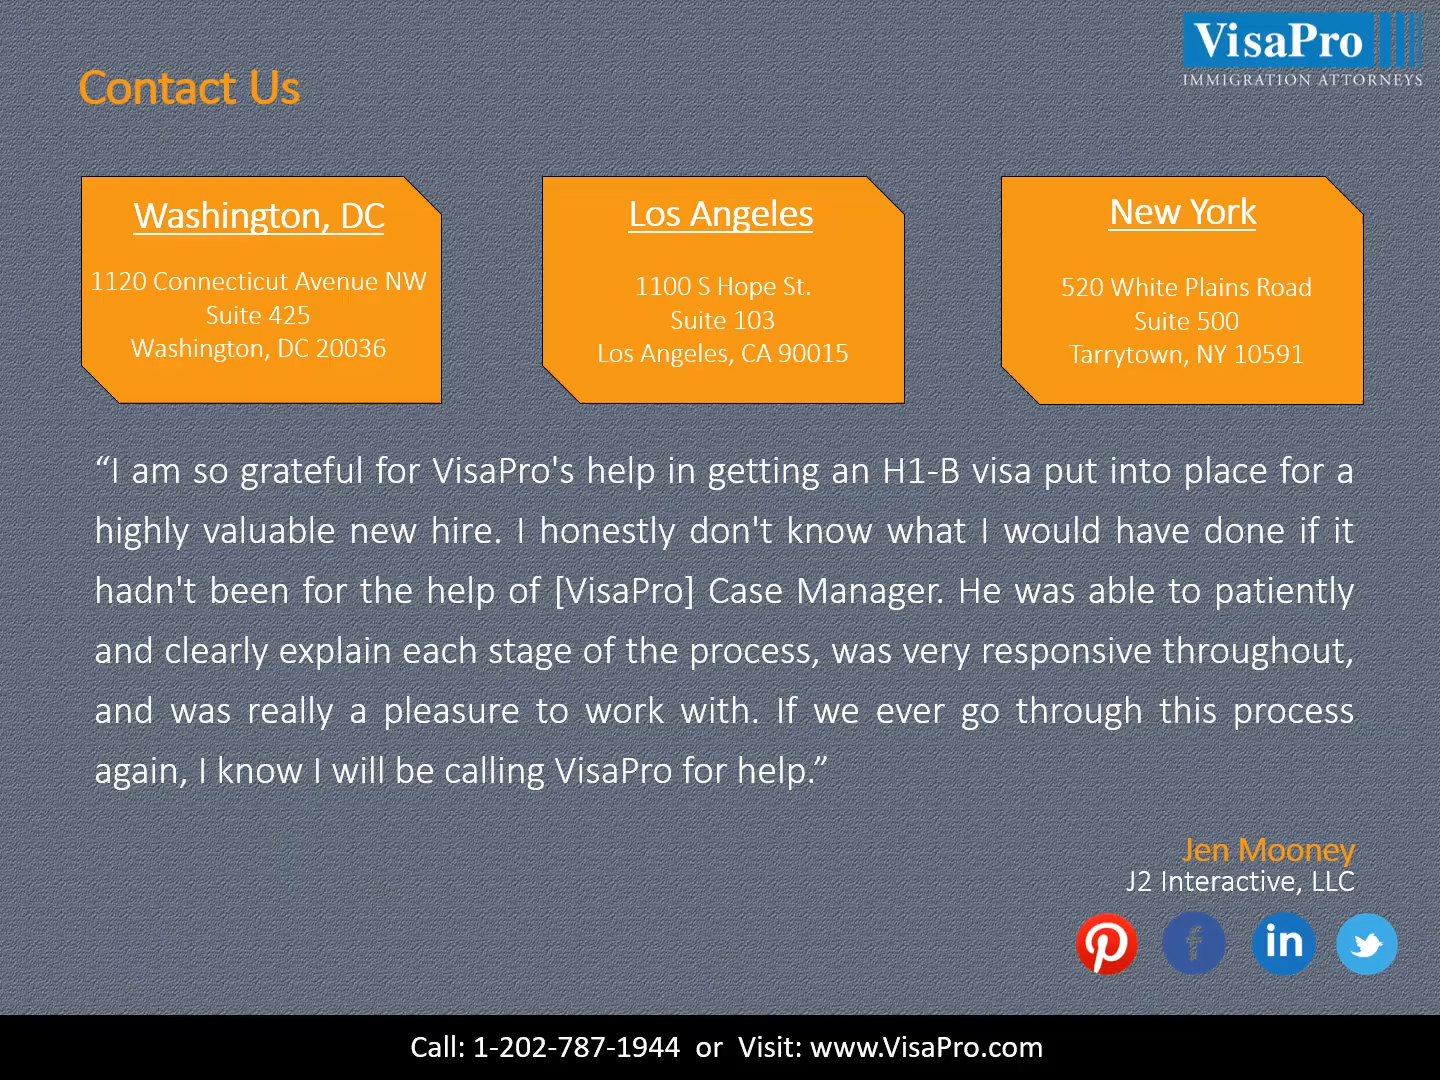 VisaPro
IMMIGRATION ATTORNEYS
Contact Us
Washington, DC
1120 Connecticut Avenue NW
Suite 425
Washington, DC 20036
Los Angeles
1100 S Hope St.
Suite 103
Los Angeles, CA 90015
New York
520 White Plains Road
Suite 500
Tarrytown, NY 10591
“I am so grateful for VisaPro's help in getting an H1-B visa put into place for a
highly valuable new hire. I honestly don't know what I would have done if it
hadn't been for the help of [VisaPro] Case Manager. He was able to patiently
and clearly explain each stage of the process, was very responsive throughout,
and was really a pleasure to work with. If we ever go through this process
again, I know I will be calling VisaPro for help.”
Jen Mooney
J2 Interactive, LLC
in
Call: 1-202-787-1944 or Visit: www.VisaPro.com